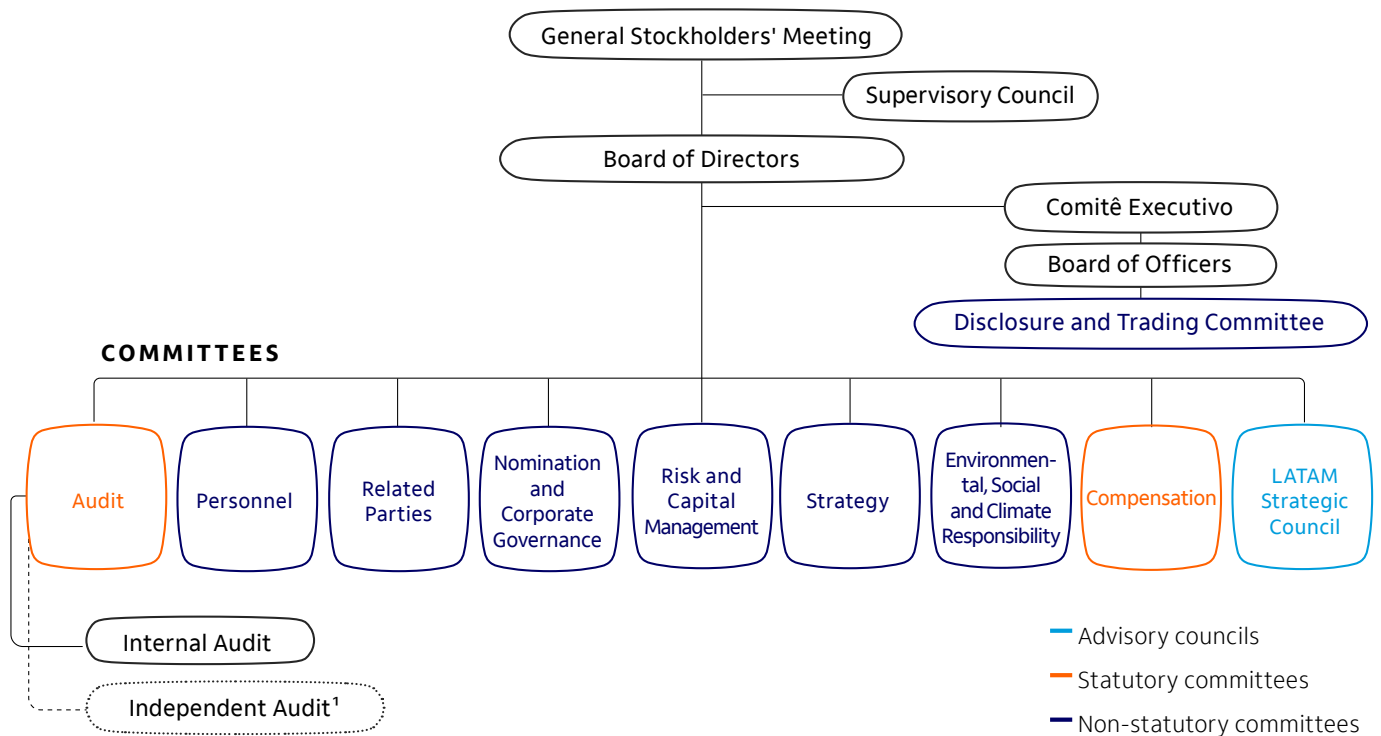 General Stockholders' Meeting
Supervisory Council
Board of Directors
Comitê Executivo
Board of Officers
Disclosure and Trading Committee
COMMITTEES
Audit
Personnel
Related
Parties
Nomination
and
Corporate
Governance
Risk and
Capital
Management
Strategy
Environmen-
tal, Social
and Climate
Responsibility
Compensation
LATAM
Strategic
Council
Internal Audit
Independent Audit¹
Advisory councils
Statutory committees
Non-statutory committees